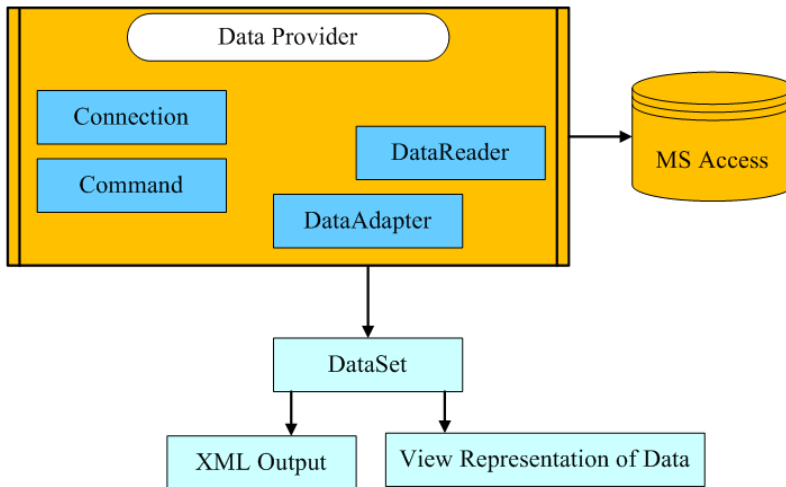 Data Provider
Connection
DataReader
MS Access
Command
DataAdapter
DataSet
XML Output
View Representation of Data